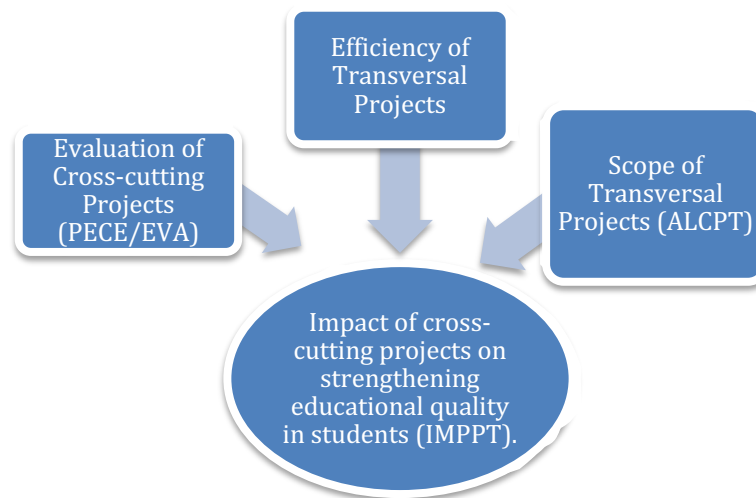 Efficiency of
Transversal
Projects
Evaluation of
Cross-cutting
Projects
(PECE/EVA)
Scope of
Transversal
Projects (ALCPT)
Impact of cross-
cutting projects on
strengthening
educational quality
in students (IMPPT).